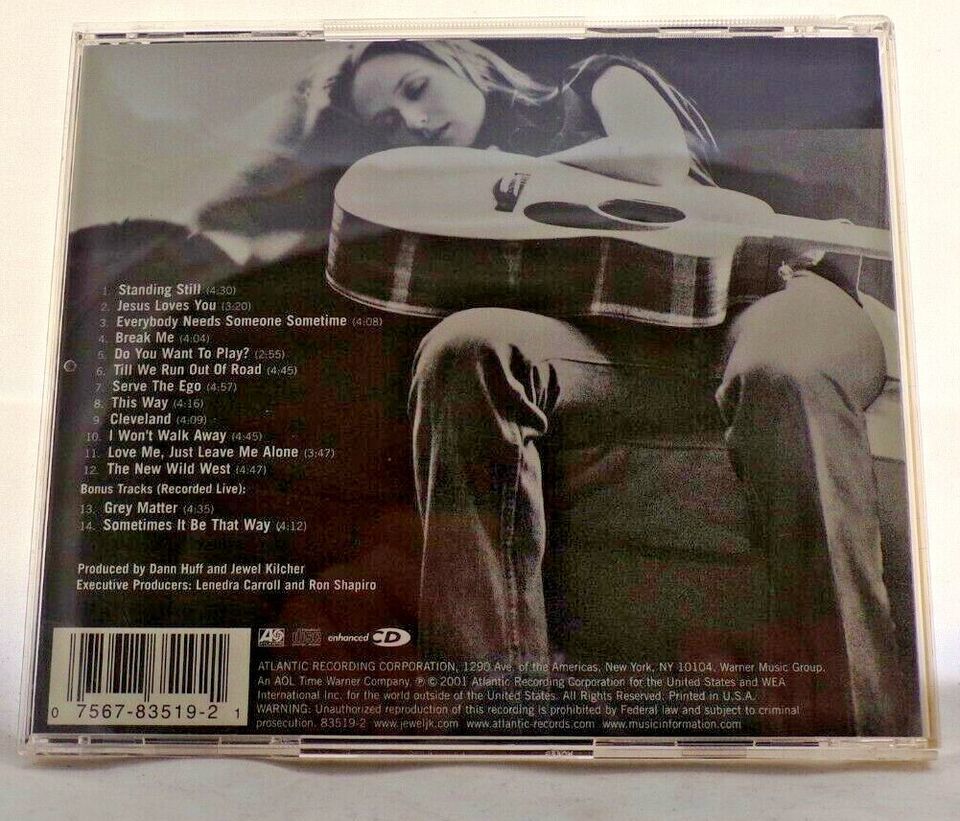 1. Standing Still (4:30)
2. Jesus Loves You (3:20)
3. Everybody Needs Someone Sometime (4:08)
4. Break Me (4:04)
5. Do You Want To Play? (2:55)
6. Till We Run Out Of Road (4:45)
7. Serve The Ego (4:57)
8. This Way (4:16)
9. Cleveland (4:09)
10. I Won't Walk Away (4:45)
11. Love Me, Just Leave Me Alone (3:47)
12. The New Wild West (4:47)
Bonus Tracks (Recorded Live):
13. Grey Matter (4:35)
14. Sometimes It Be That Way (4:12)
Produced by Dann Huff and Jewel Kilcher
Executive Producers: Lenedra Carroll and Ron Shapiro
enhanced CD
ATLANTIC RECORDING CORPORATION, 1290 Ave. of the Americas, New York, NY 10104. Warner Music Group.
An AOL Time Warner Company. ℗ © 2001 Atlantic Recording Corporation for the United States and WEA
International Inc. for the world outside of the United States. All Rights Reserved. Printed in U.S.A.
WARNING: Unauthorized reproduction of this recording is prohibited by Federal law and subject to criminal
prosecution. 83519-2 www.jeweljk.com www.atlantic-records.com www.musicinformation.com
0 7567-83519-2 1